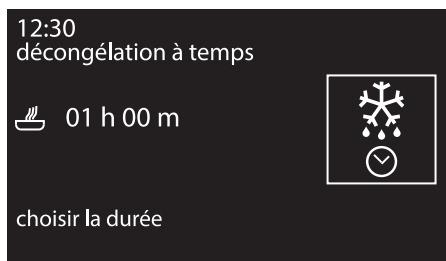 12:30
décongélation à temps
01 h 00 m
choisir la durée